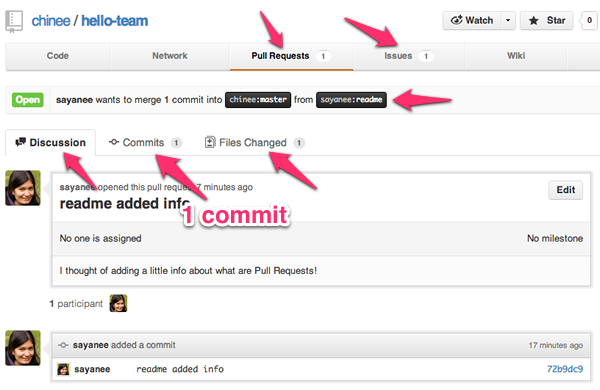 chinee / hello-team
Watch
Star 0
Code Network Pull Requests 1 Issues 1 Wiki
Open sayanee wants to merge 1 commit into chinee:master from sayanee:readme
Discussion Commits 1 Files Changed 1
sayanee opened this pull request 7 minutes ago
Edit
readme added info
1 commit
No one is assigned No milestone
I thought of adding a little info about what are Pull Requests!
1 participant
sayanee added a commit 17 minutes ago
sayanee readme added info 72b9dc9